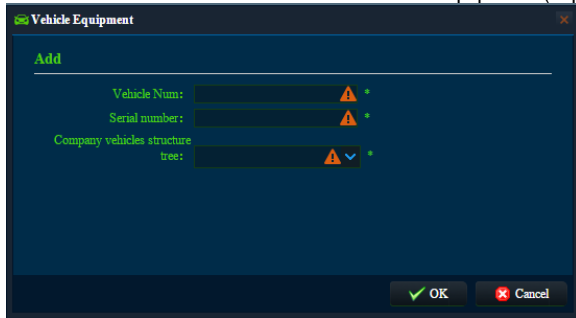 Vehicle Equipment
Add
Vehicle Num: *
Serial number: *
Company vehicles structure
tree: *
OK Cancel